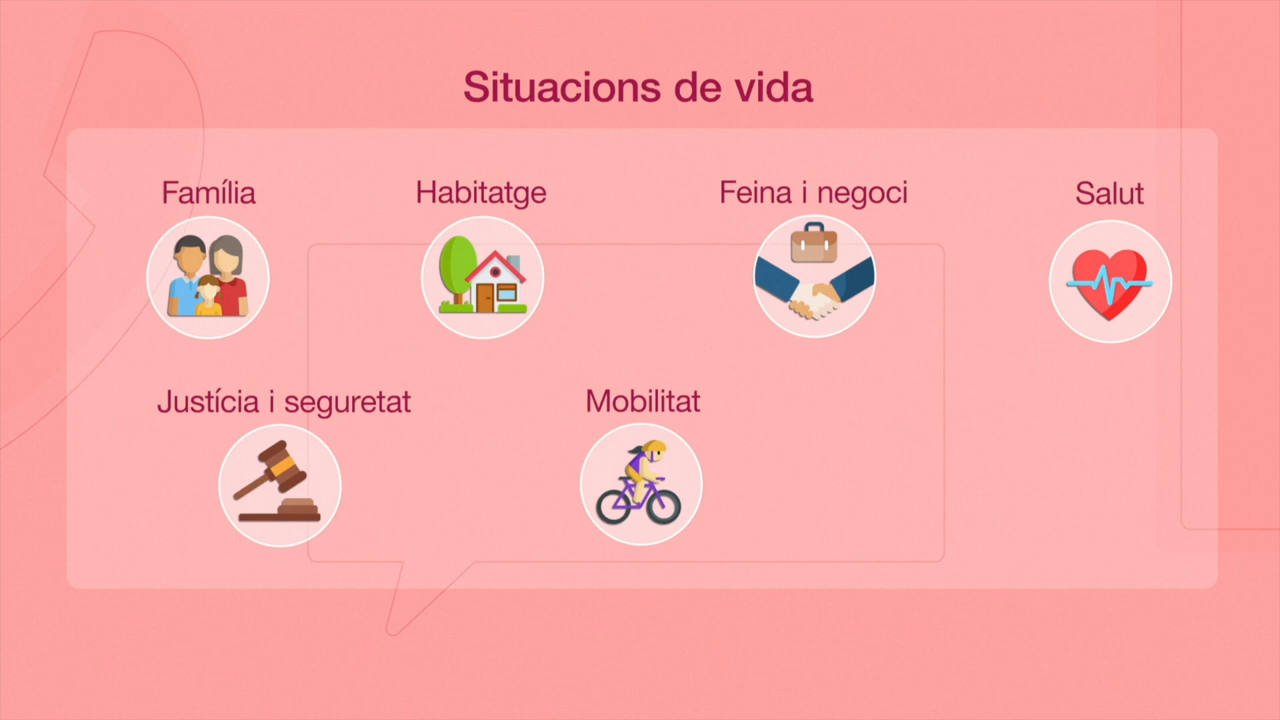 Situacions de vida
Família
Habitatge
Feina i negoci
Salut
Justícia i seguretat
Mobilitat